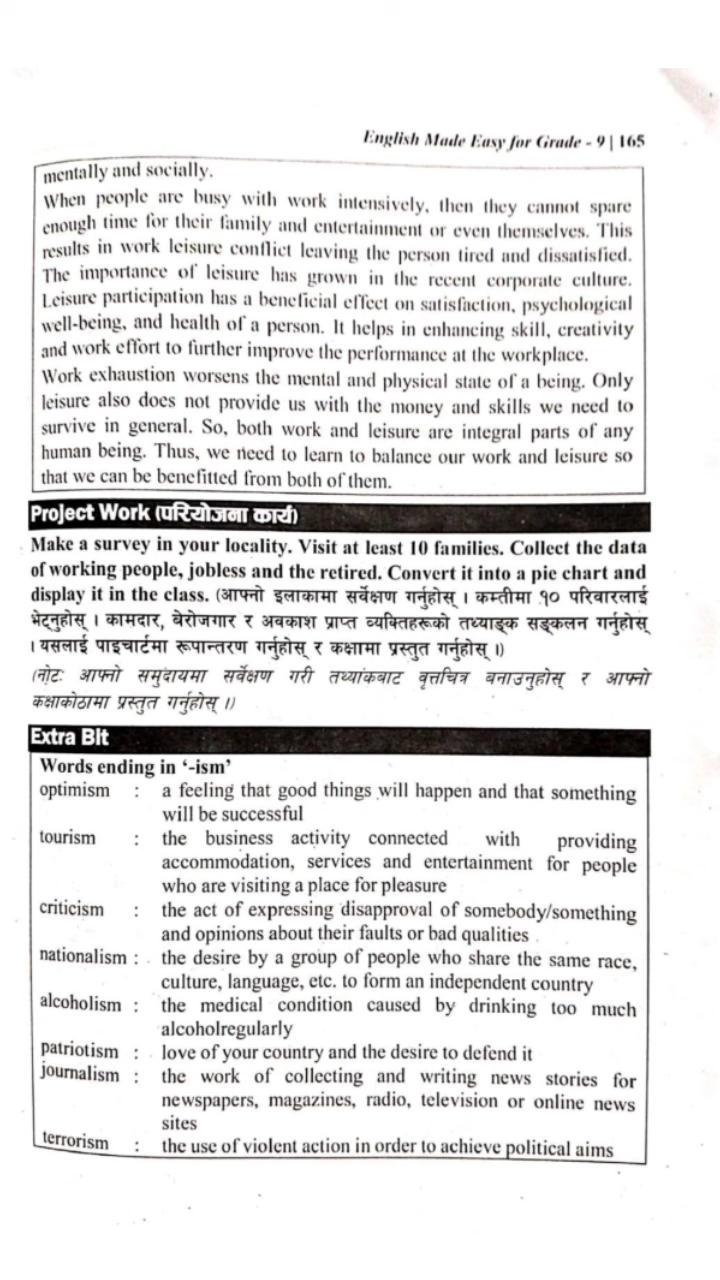 English Made Easy for Grade - 9 | 165
mentally and socially.
When people are busy with work intensively, then they cannot spare
enough time for their family and entertainment or even themselves. This
results in work leisure conflict leaving the person tired and dissatisfied.
The importance of leisure has grown in the recent corporate culture.
Leisure participation has a beneficial effect on satisfaction, psychological
well-being, and health of a person. It helps in enhancing skill, creativity
and work effort to further improve the performance at the workplace.
Work exhaustion worsens the mental and physical state of a being. Only
leisure also does not provide us with the money and skills we need to
survive in general. So, both work and leisure are integral parts of any
human being. Thus, we need to learn to balance our work and leisure so
that we can be benefitted from both of them.
Project Work (परियोजना कार्य)
Make a survey in your locality. Visit at least 10 families. Collect the data
of working people, jobless and the retired. Convert it into a pie chart and
display it in the class. (आफ्नो इलाकामा सर्वेक्षण गर्नुहोस् । कम्तीमा १० परिवारलाई
भेट्नुहोस् । कामदार, बेरोजगार र अवकाश प्राप्त व्यक्तिहरूको तथ्याङ्क सङ्कलन गर्नुहोस्
। यसलाई पाइचार्टमा रूपान्तरण गर्नुहोस् र कक्षामा प्रस्तुत गर्नुहोस् ।)
(नोटः आफ्नो समुदायमा सर्वेक्षण गरी तथ्यांकबाट वृत्तचित्र बनाउनुहोस् र आफ्नो
कक्षाकोठामा प्रस्तुत गर्नुहोस् ।)
Extra Bit
Words ending in ‘-ism’
optimism : a feeling that good things will happen and that something
will be successful
tourism : the business activity connected with providing
accommodation, services and entertainment for people
who are visiting a place for pleasure
criticism : the act of expressing disapproval of somebody/something
and opinions about their faults or bad qualities
nationalism : the desire by a group of people who share the same race,
culture, language, etc. to form an independent country
alcoholism : the medical condition caused by drinking too much
alcoholregularly
patriotism : love of your country and the desire to defend it
journalism : the work of collecting and writing news stories for
newspapers, magazines, radio, television or online news
sites
terrorism : the use of violent action in order to achieve political aims